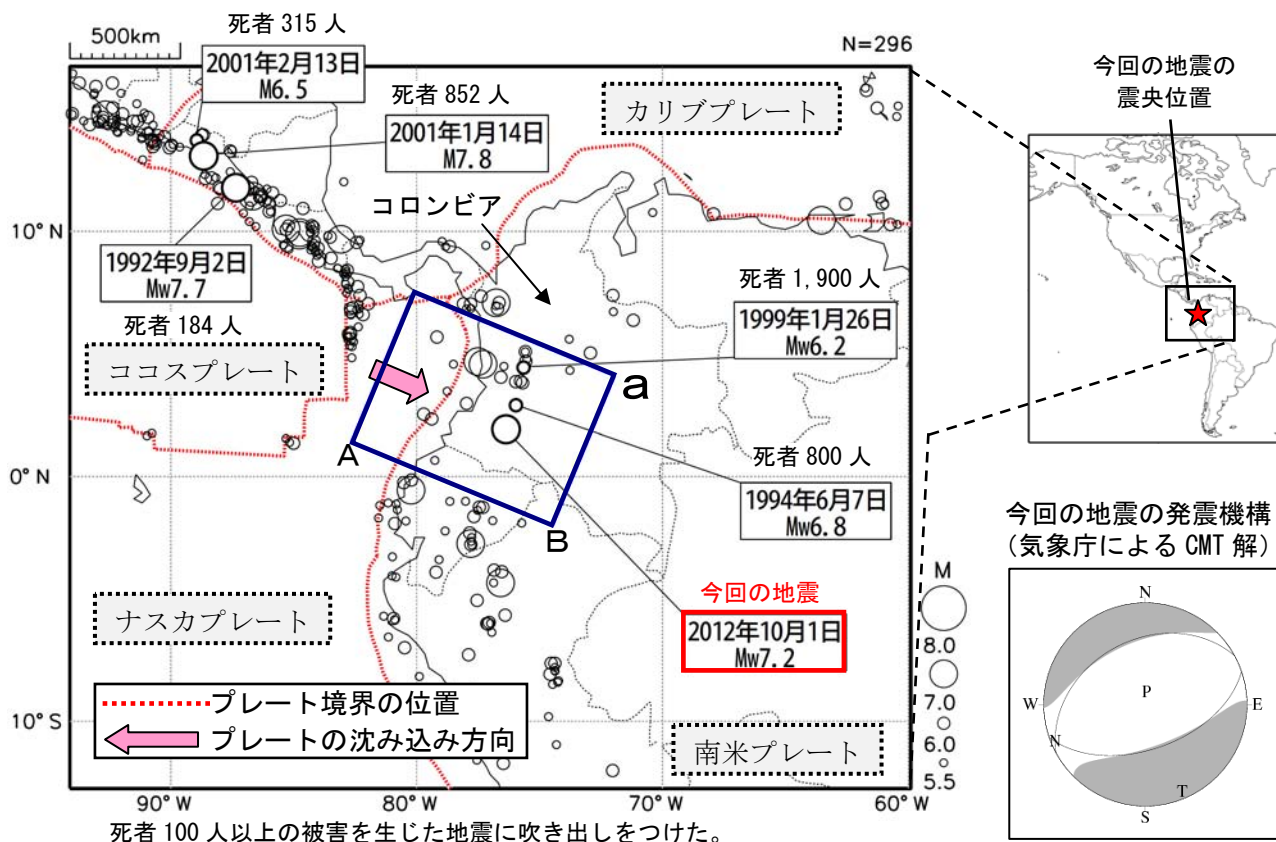 死者 315 人
500km
2001年2月13日
M6.5
N=296
死者 852 人
2001年1月14日
M7.8
カリブプレート
今回の地震の
震央位置
コロンビア
10°N
1992年9月2日
Mw7.7
死者 184 人
死者 1,900 人
1999年1月26日
Mw6.2
ココスプレート
a
A
死者 800 人
0°N
1994年6月7日
Mw6.8
B
今回の地震の発震機構
(気象庁による CMT 解)
M
8.0
7.0
6.0
5.5
今回の地震
2012年10月1日
Mw7.2
ナスカプレート
プレート境界の位置
プレートの沈み込み方向
10°S
南米プレート
N
P
W
E
N
T
S
90°W
80°W
70°W
60°W
死者 100 人以上の被害を生じた地震に吹き出しをつけた。